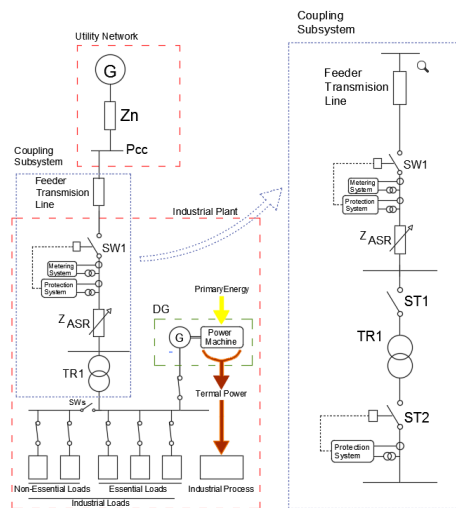 Utility Network
G
Zn
Pcc
Coupling
Subsystem
Feeder
Transmision
Line
Industrial Plant
SW1
Metering
System
Protection
System
ZASR
TR1
SWs
PrimaryEnergy
DG
G
Power
Machine
Termal Power
Non-Essential Loads
Essential Loads
Industrial Process
Industrial Loads
Coupling
Subsystem
Feeder
Transmision
Line
SW1
Metering
System
Protection
System
ZASR
ST1
TR1
ST2
Protection
System